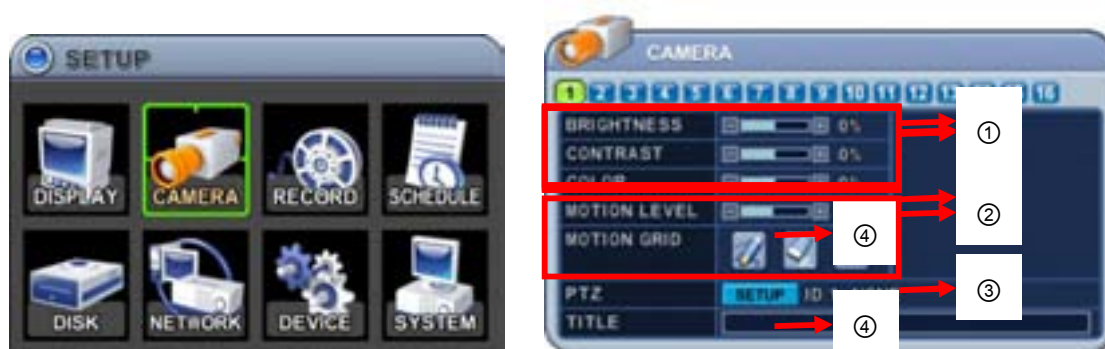 SETUP
DISPLAY CAMERA RECORD SCHEDULE
DISK NETWORK DEVICE SYSTEM
CAMERA
1 2 3 4 5 6 7 8 9 10 11 12 16
BRIGHTNESS 0% ①
CONTRAST 0%
COLOR 0%
MOTION LEVEL ②
MOTION GRID ④
PTZ SETUP ID ③
TITLE ④